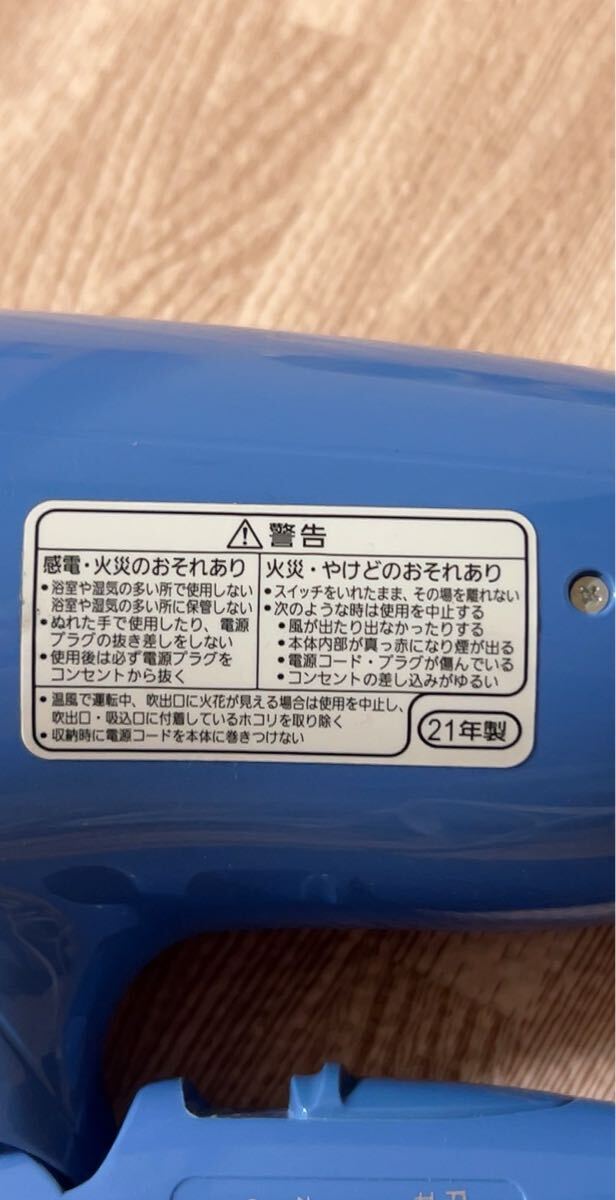 ⚠警告
感電・火災のおそれあり
・浴室や湿気の多い所で使用しない
浴室や湿気の多い所に保管しない
・ぬれた手で使用したり、電源
プラグの抜き差しをしない
・使用後は必ず電源プラグを
コンセントから抜く
火災・やけどのおそれあり
・スイッチをいれたまま、その場を離れない
・次のような時は使用を中止する
・風が出たり出なかったりする
・本体内部が真っ赤になり煙が出る
・電源コード・プラグが傷んでいる
・コンセントの差し込みがゆるい
・温風で運転中、吹出口に火花が見える場合は使用を中止し、
吹出口・吸込口に付着しているホコリを取り除く
・収納時に電源コードを本体に巻きつけない
21年製